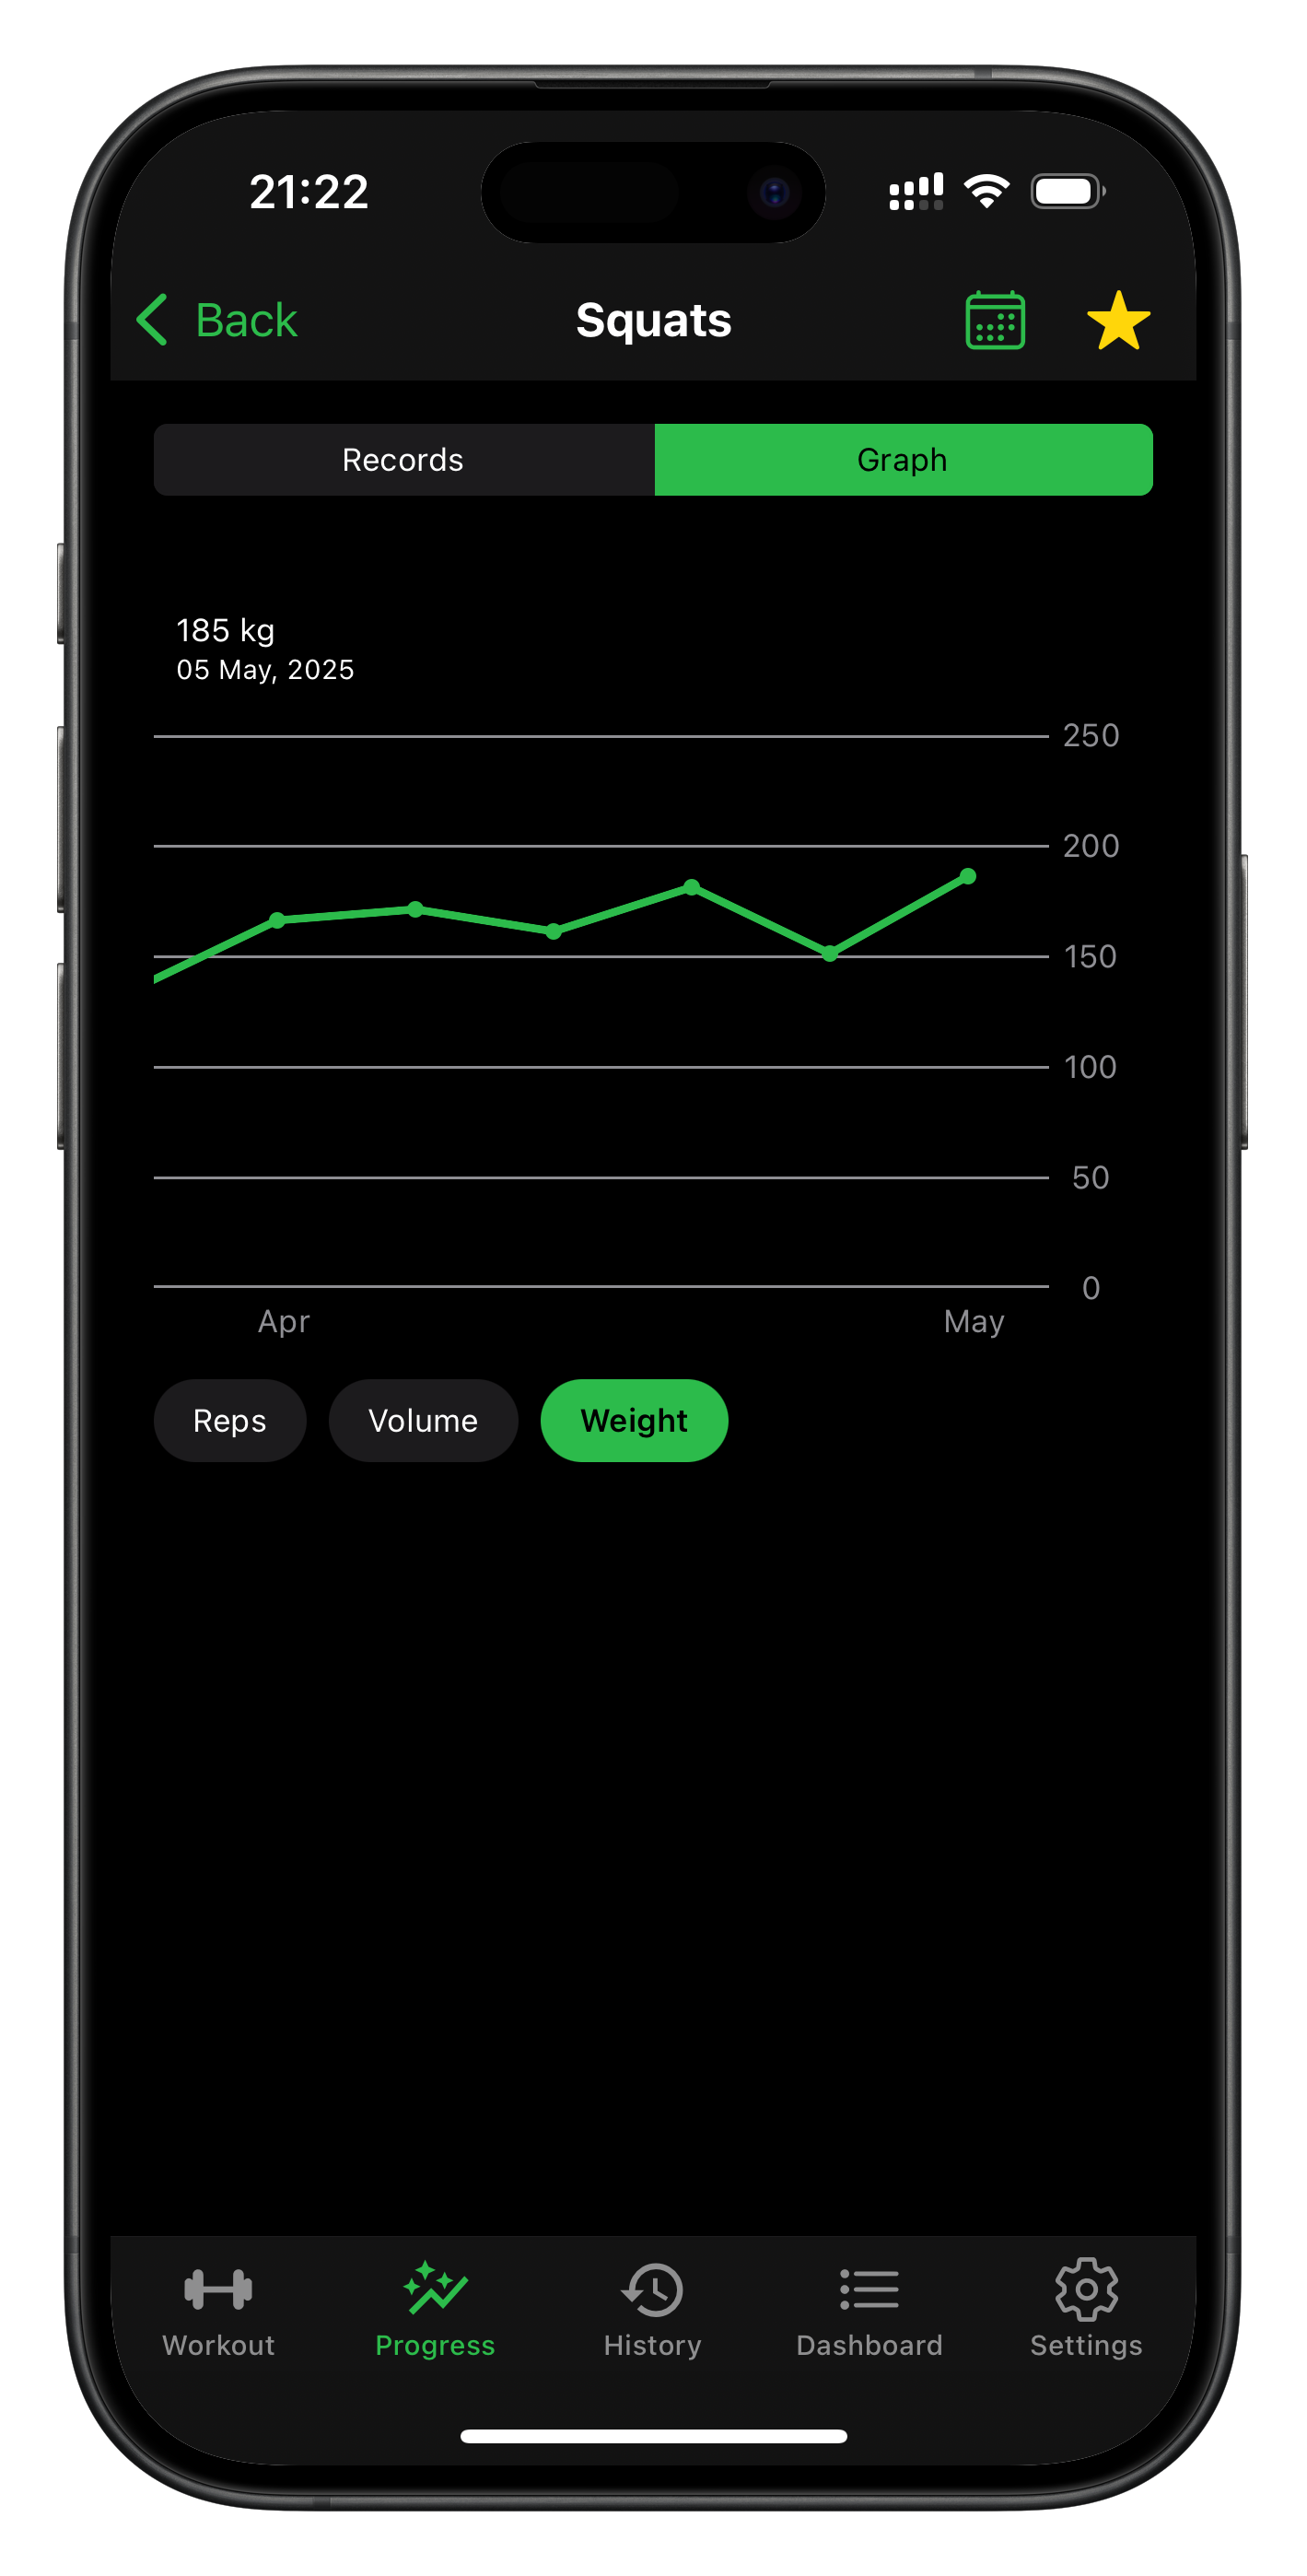 21:22
Back
Squats
Records
Graph
185 kg
05 May, 2025
250
200
150
100
50
0
Apr
May
Reps
Volume
Weight
Workout
Progress
History
Dashboard
Settings